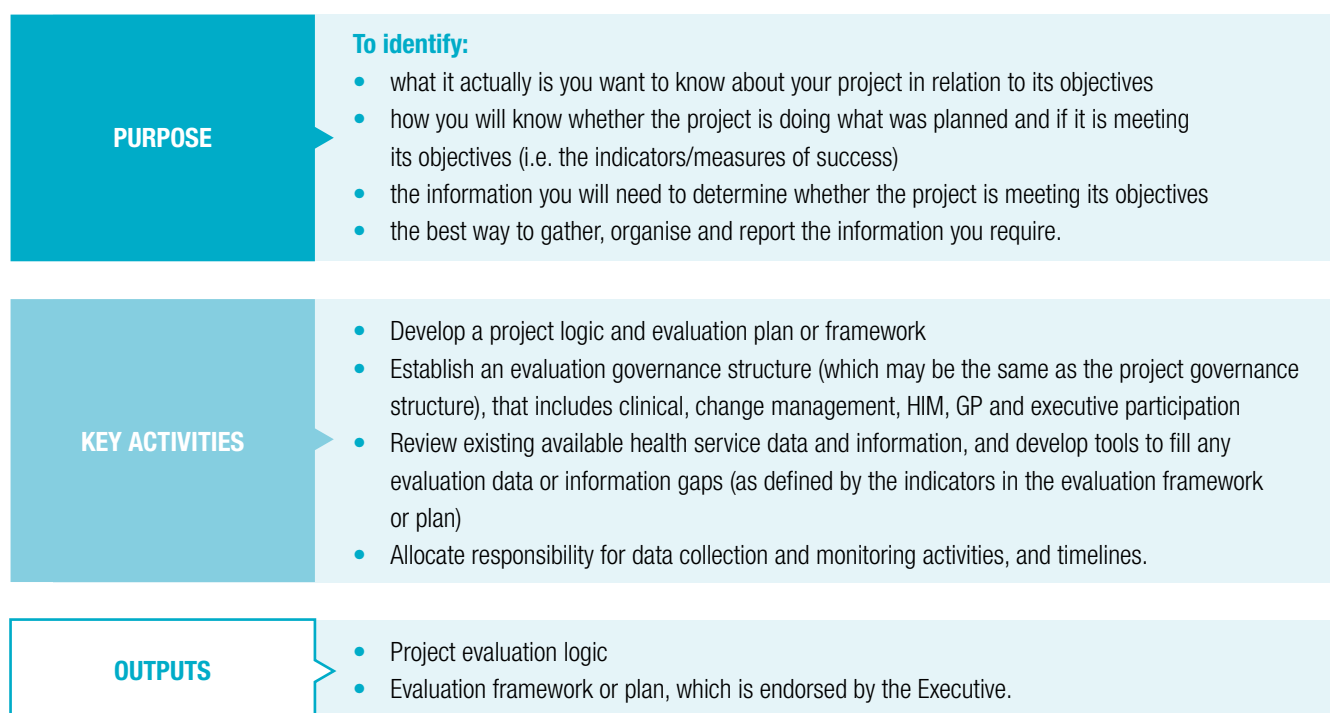 PURPOSE
To identify:
• what it actually is you want to know about your project in relation to its objectives
• how you will know whether the project is doing what was planned and if it is meeting
its objectives (i.e. the indicators/measures of success)
• the information you will need to determine whether the project is meeting its objectives
• the best way to gather, organise and report the information you require.
KEY ACTIVITIES
• Develop a project logic and evaluation plan or framework
• Establish an evaluation governance structure (which may be the same as the project governance
structure), that includes clinical, change management, HIM, GP and executive participation
• Review existing available health service data and information, and develop tools to fill any
evaluation data or information gaps (as defined by the indicators in the evaluation framework
or plan)
• Allocate responsibility for data collection and monitoring activities, and timelines.
OUTPUTS
• Project evaluation logic
• Evaluation framework or plan, which is endorsed by the Executive.